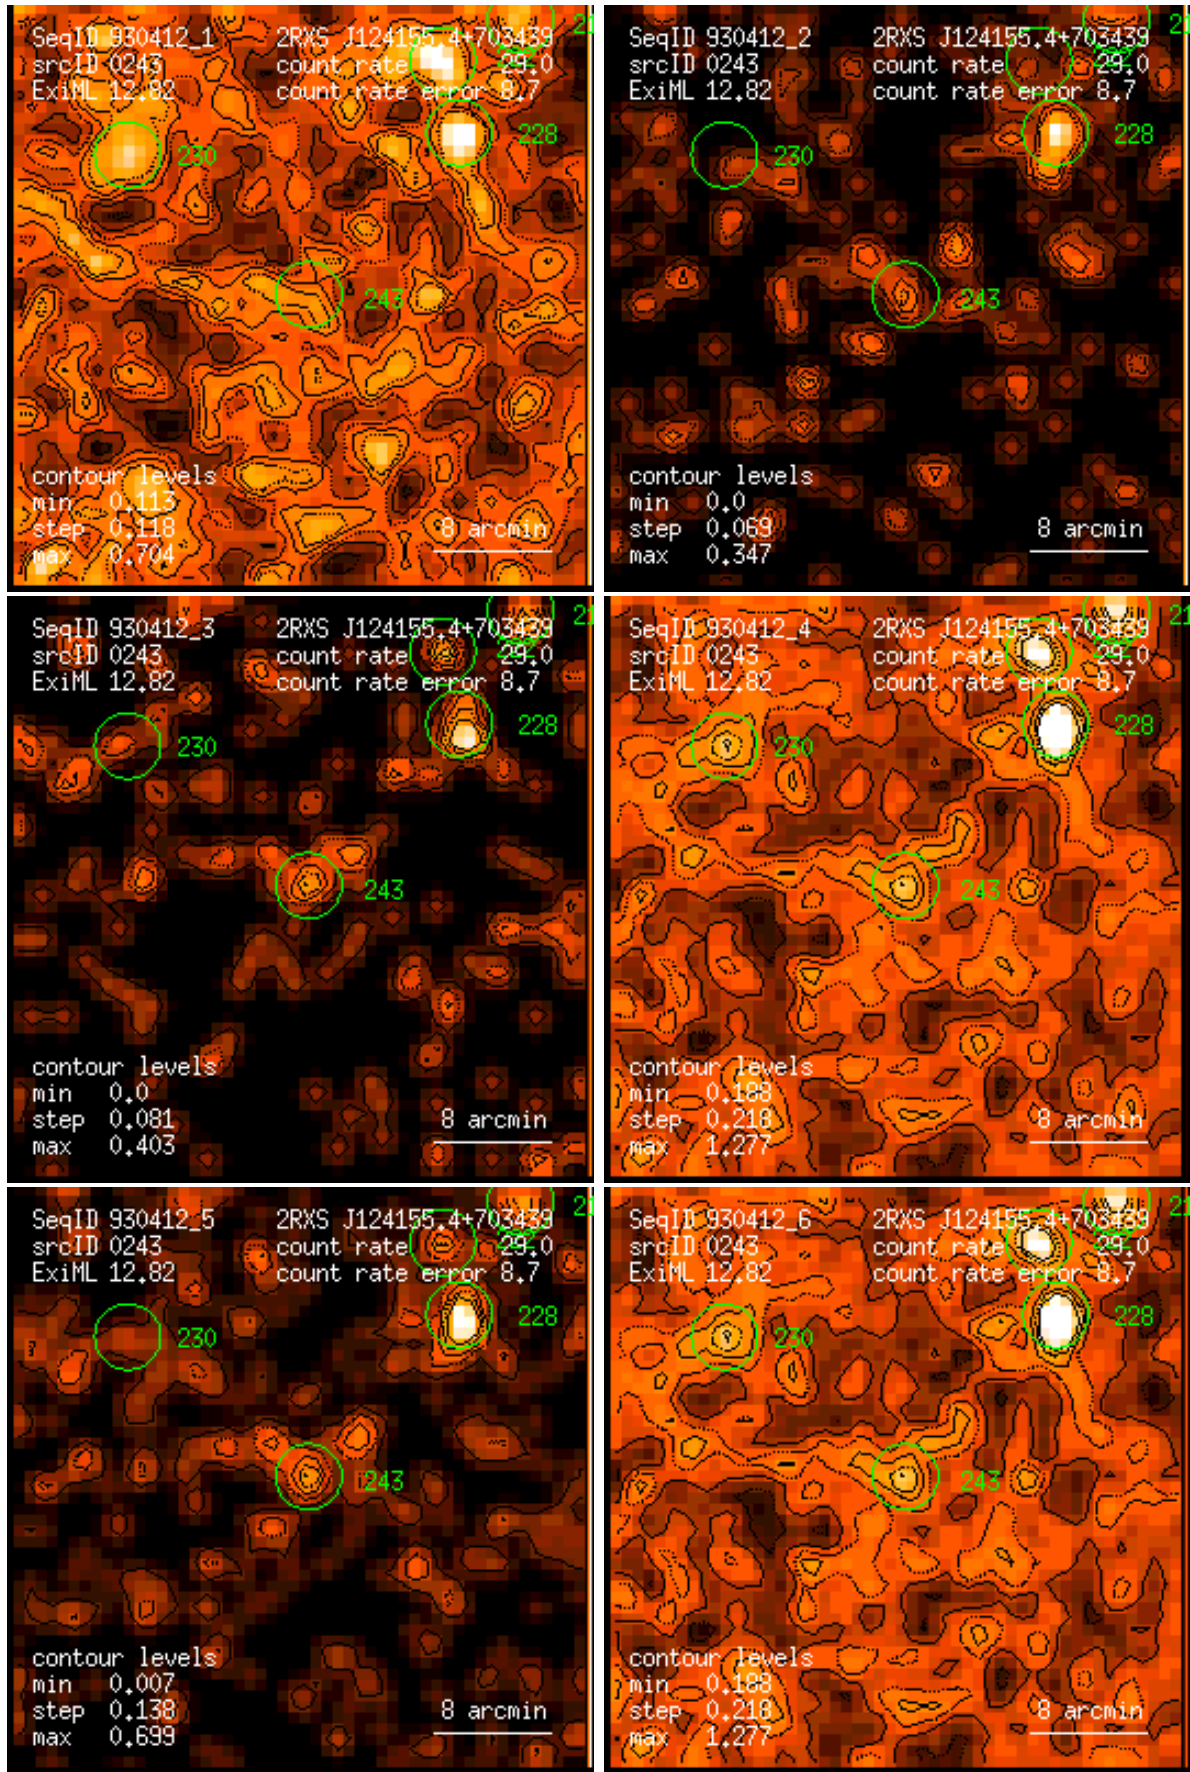 SeqID 930412_1 2RXS J124155.4+703439 21
srcID 0243 count rate 29.0
ExiML 12.82 count rate error 8.7
228
230
243
contour levels
min 0.113
step 0.118 8 arcmin
max 0.704
SeqID 930412_2 2RXS J124155.4+703439 21
srcID 0243 count rate 29.0
ExiML 12.82 count rate error 8.7
228
230
243
contour levels
min 0.0
step 0.069 8 arcmin
max 0.347
SeqID 930412_3 2RXS J124155.4+703439 21
srcID 0243 count rate 29.0
ExiML 12.82 count rate error 8.7
228
230
243
contour levels
min 0.0
step 0.081 8 arcmin
max 0.403
SeqID 930412_4 2RXS J124155.4+703439 21
srcID 0243 count rate 29.0
ExiML 12.82 count rate error 8.7
228
230
243
contour levels
min 0.188
step 0.218 8 arcmin
max 1.277
SeqID 930412_5 2RXS J124155.4+703439 21
srcID 0243 count rate 29.0
ExiML 12.82 count rate error 8.7
228
230
243
contour levels
min 0.007
step 0.138 8 arcmin
max 0.699
SeqID 930412_6 2RXS J124155.4+703439 21
srcID 0243 count rate 29.0
ExiML 12.82 count rate error 8.7
228
230
243
contour levels
min 0.188
step 0.218 8 arcmin
max 1.277